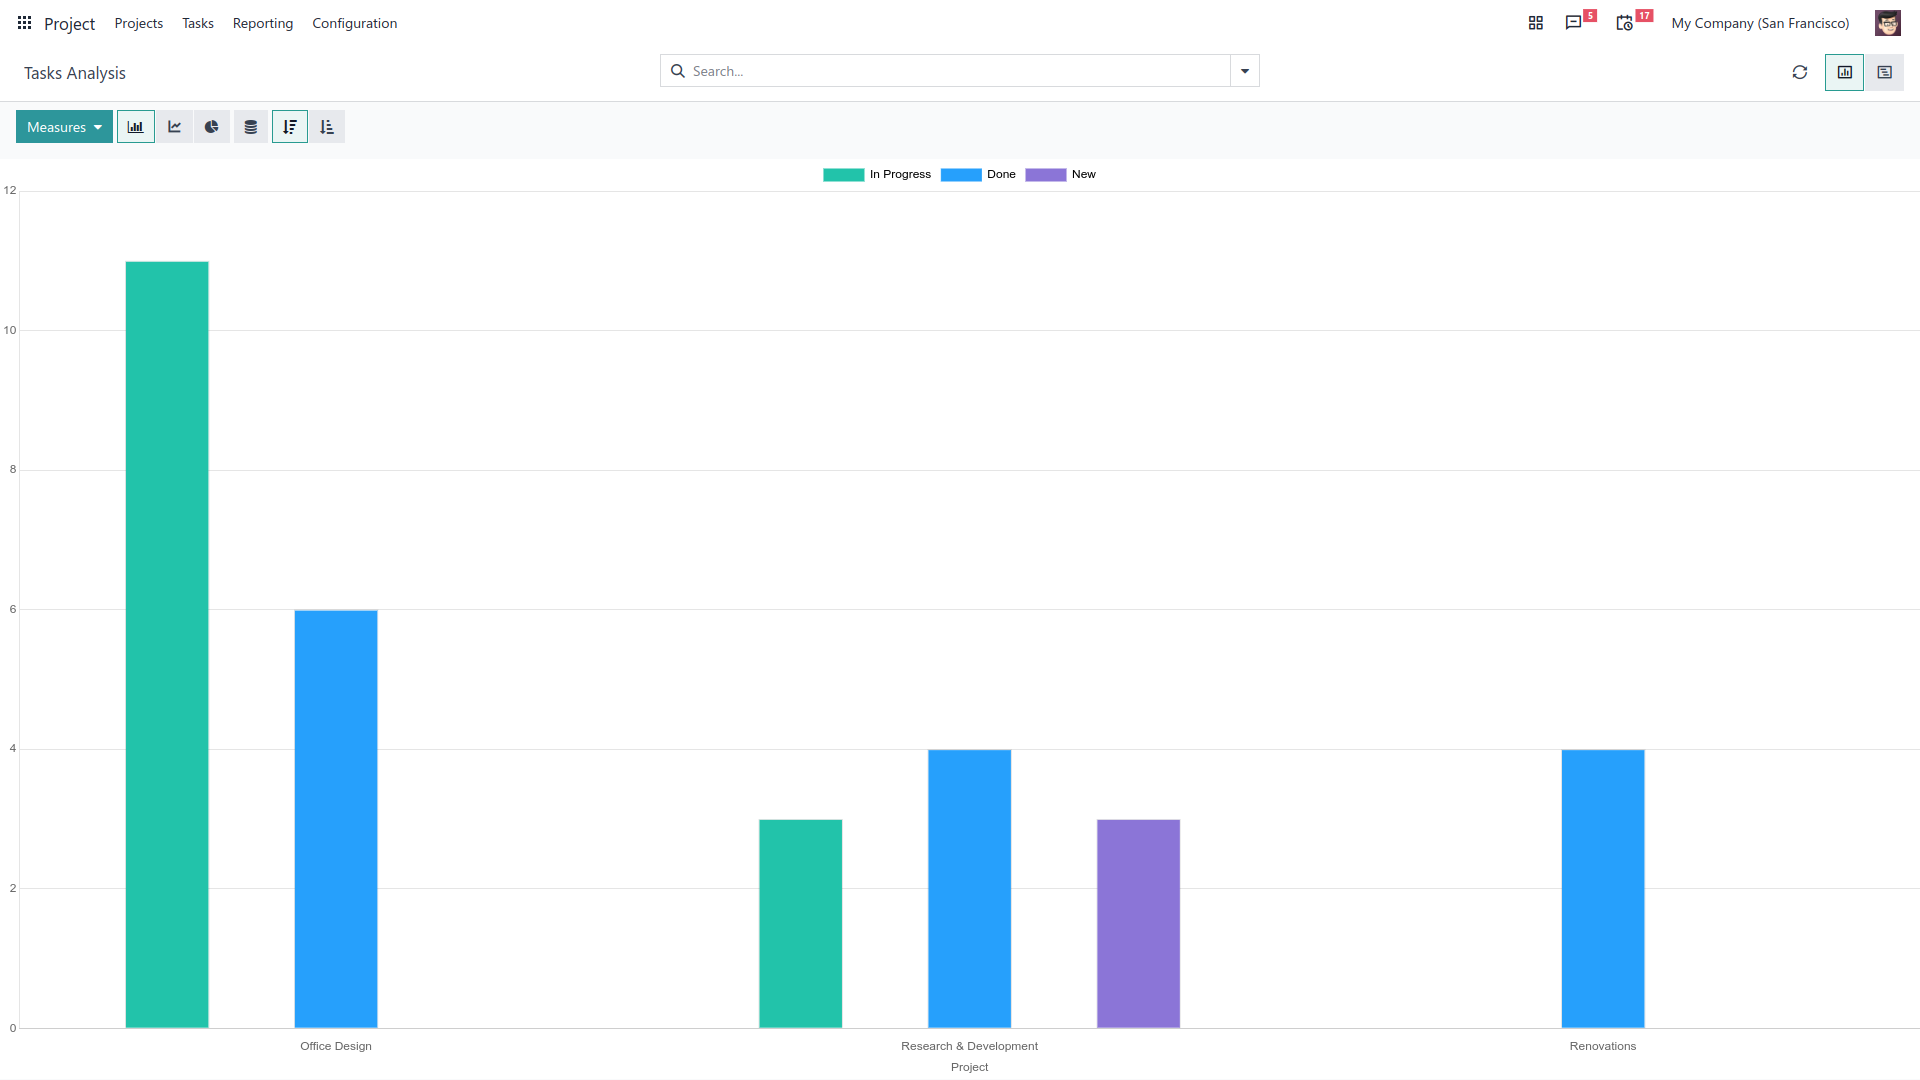 Project Projects Tasks Reporting Configuration 5 17 My Company (San Francisco)
Tasks Analysis Search...
Measures
In Progress Done New
12
10
8
6
4
2
0
Office Design Research & Development Renovations
Project